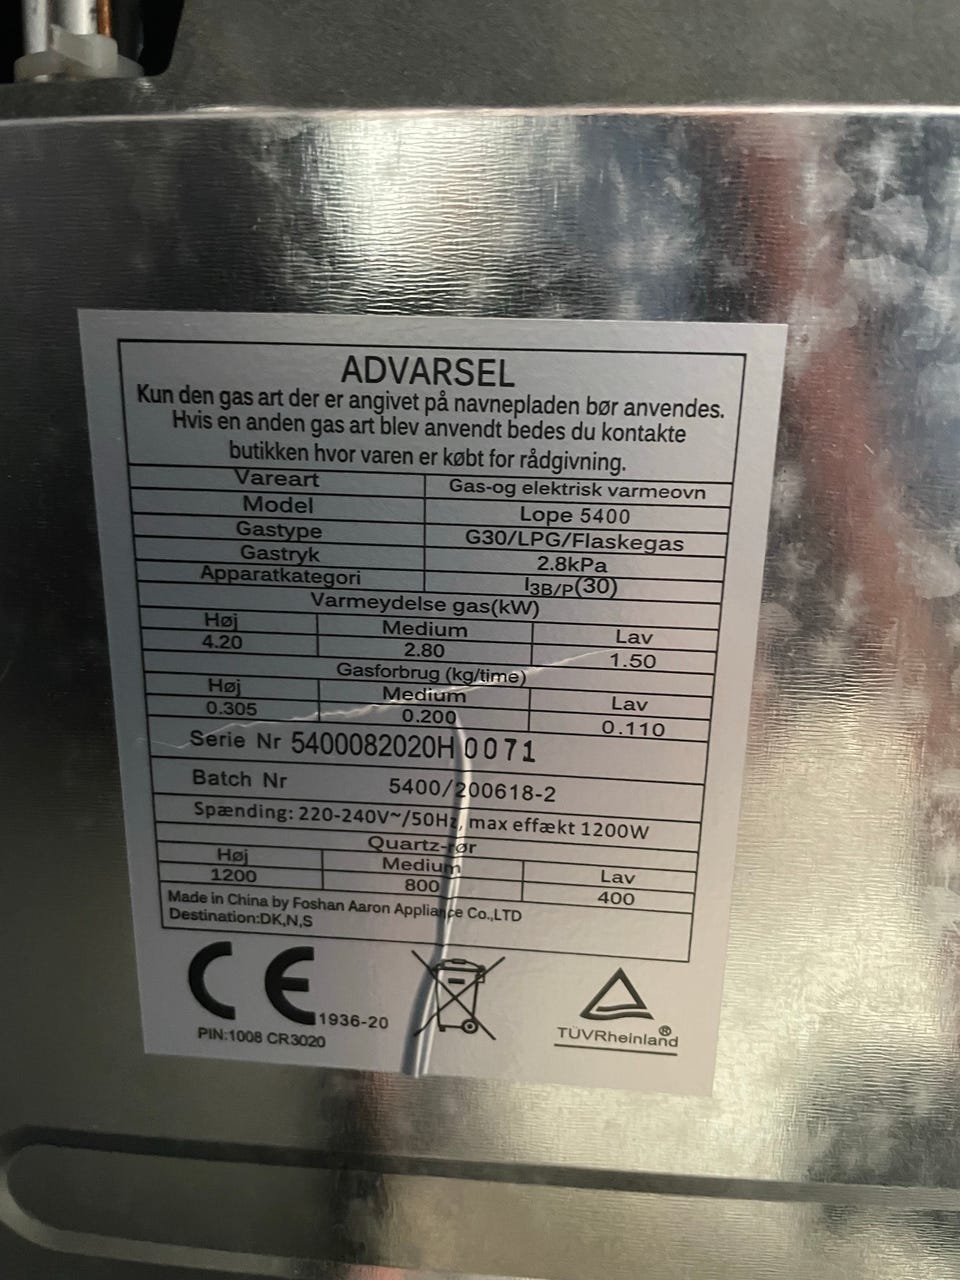 ADVARSEL
Kun den gas art der er angivet på navnepladen bør anvendes.
Hvis en anden gas art blev anvendt bedes du kontakte
butikken hvor varen er købt for rådgivning.
Vareart Gas-og elektrisk varmeovn
Model Lope 5400
Gastype G30/LPG/Flaskegas
Gastryk 2.8kPa
Apparatkategori I3B/P(30)
Varmeydelse gas(kW)
Høj Medium Lav
4.20 2.80 1.50
Gasforbrug (kg/time)
Høj Medium Lav
0.305 0.200 0.110
Serie Nr 5400082020H 0071
Batch Nr 5400/200618-2
Spænding: 220-240V~/50Hz, max effækt 1200W
Quartz-rør
Høj Medium Lav
1200 800 400
Made in China by Foshan Aaron Appliance Co.,LTD
Destination:DK,N,S
CE 1936-20
PIN:1008 CR3020
TÜVRheinland®